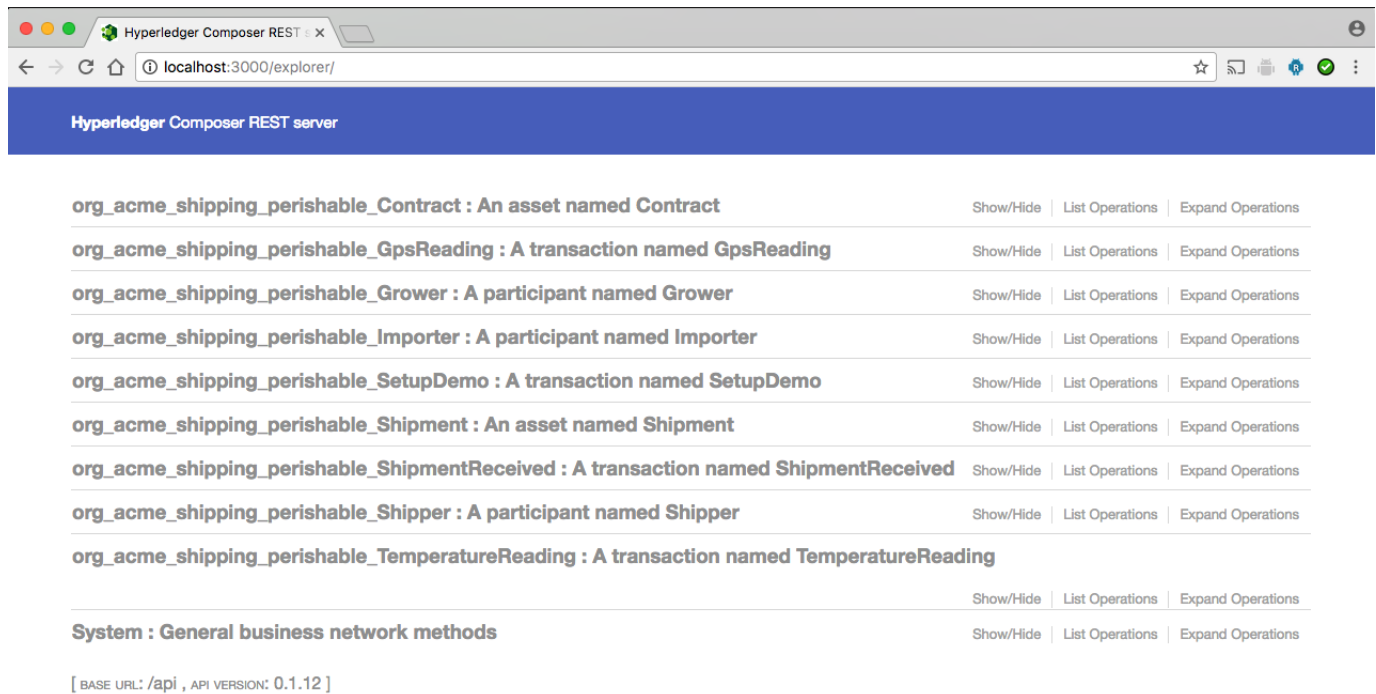 Hyperledger Composer REST s
localhost:3000/explorer/
Hyperledger Composer REST server
org_acme_shipping_perishable_Contract : An asset named Contract Show/Hide List Operations Expand Operations
org_acme_shipping_perishable_GpsReading : A transaction named GpsReading Show/Hide List Operations Expand Operations
org_acme_shipping_perishable_Grower : A participant named Grower Show/Hide List Operations Expand Operations
org_acme_shipping_perishable_Importer : A participant named Importer Show/Hide List Operations Expand Operations
org_acme_shipping_perishable_SetupDemo : A transaction named SetupDemo Show/Hide List Operations Expand Operations
org_acme_shipping_perishable_Shipment : An asset named Shipment Show/Hide List Operations Expand Operations
org_acme_shipping_perishable_ShipmentReceived : A transaction named ShipmentReceived Show/Hide List Operations Expand Operations
org_acme_shipping_perishable_Shipper : A participant named Shipper Show/Hide List Operations Expand Operations
org_acme_shipping_perishable_TemperatureReading : A transaction named TemperatureReading
Show/Hide List Operations Expand Operations
System : General business network methods Show/Hide List Operations Expand Operations
[ BASE URL: /api , API VERSION: 0.1.12 ]